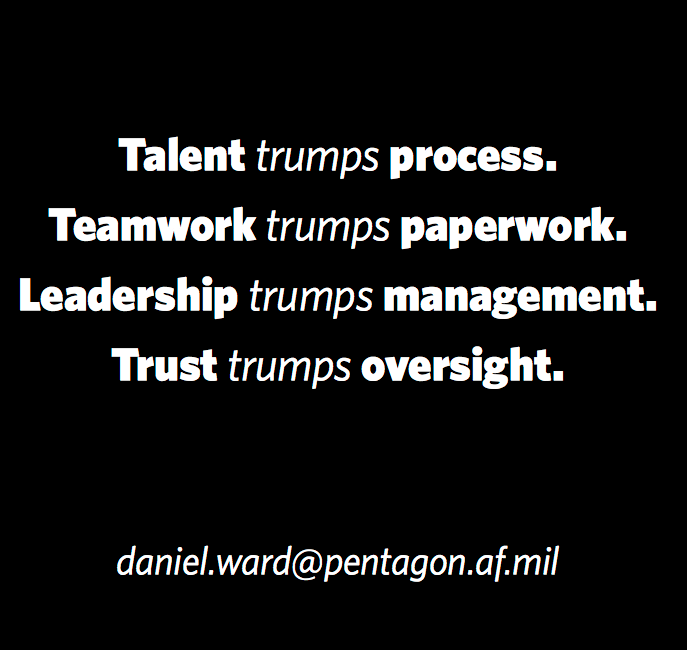 Talent trumps process.
Teamwork trumps paperwork.
Leadership trumps management.
Trust trumps oversight.
daniel.ward@pentagon.af.mil